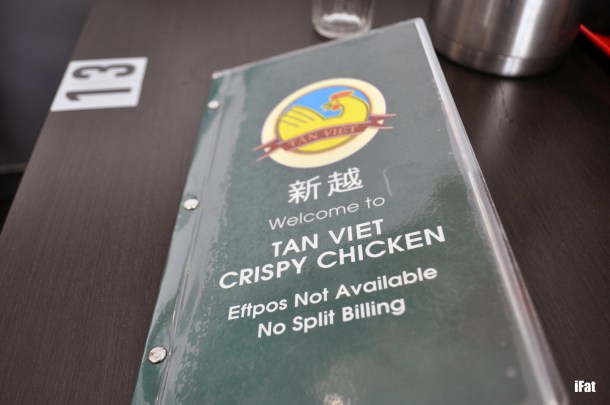 13
TAN VIET
新越
Welcome to
TAN VIET
CRISPY CHICKEN
Eftpos Not Available
No Split Billing
iFat